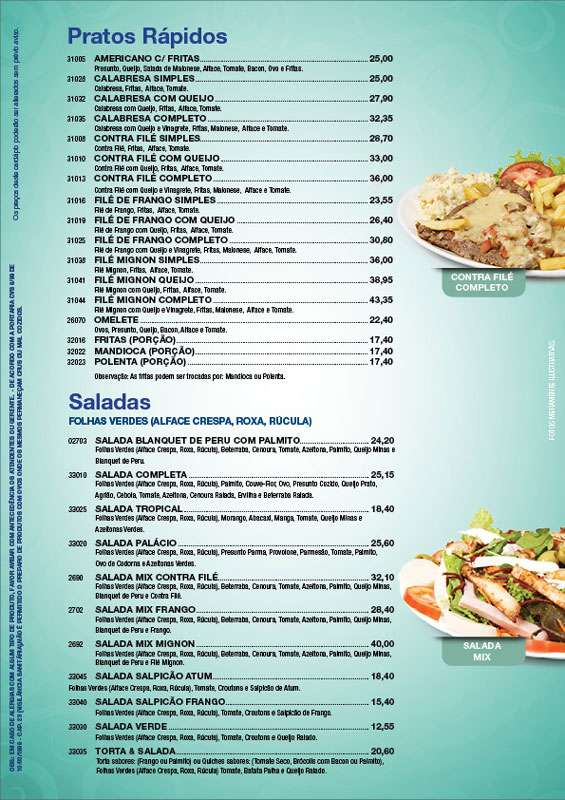 Pratos Rápidos
31005 AMERICANO C/ FRITAS 25,00
Presunto, Queijo, Salada de Maionese, Alface, Tomate, Bacon, Ovo e Fritas.
31028 CALABRESA SIMPLES 25,00
Calabresa, Fritas, Alface, Tomate.
31032 CALABRESA COM QUEIJO 27,90
Calabresa com Queijo, Fritas, Alface, Tomate.
31035 CALABRESA COMPLETO 32,35
Calabresa com Queijo e Vinagrete, Fritas, Maionese, Alface e Tomate.
31008 CONTRA FILÉ SIMPLES 28,70
Contra Filé, Fritas, Alface, Tomate.
31010 CONTRA FILÉ COM QUEIJO 33,00
Contra Filé com Queijo, Fritas, Alface, Tomate.
31013 CONTRA FILÉ COMPLETO 36,00
Contra Filé com Queijo e Vinagrete, Fritas, Maionese, Alface e Tomate.
31016 FILÉ DE FRANGO SIMPLES 23,55
Filé de Frango, Fritas, Alface, Tomate.
31019 FILÉ DE FRANGO COM QUEIJO 26,40
Filé de Frango com Queijo, Fritas, Alface, Tomate.
31025 FILÉ DE FRANGO COMPLETO 30,80
Filé de Frango com Queijo e Vinagrete, Fritas, Maionese, Alface, Tomate.
31038 FILÉ MIGNON SIMPLES 36,00
Filé Mignon, Fritas, Alface, Tomate.
31041 FILÉ MIGNON QUEIJO 38,95
Filé Mignon com Queijo, Fritas, Alface, Tomate.
31044 FILÉ MIGNON COMPLETO 43,35
Filé Mignon com Queijo e Vinagrete, Fritas, Maionese, Alface e Tomate.
26070 OMELETE 22,40
Ovos, Presunto, Queijo, Bacon, Alface e Tomate.
32016 FRITAS (PORÇÃO) 17,40
32022 MANDIOCA (PORÇÃO) 17,40
32023 POLENTA (PORÇÃO) 17,40
Observação: As fritas podem ser trocadas por: Mandioca ou Polenta.
CONTRA FILÉ
COMPLETO
Saladas
FOLHAS VERDES (ALFACE CRESPA, ROXA, RÚCULA)
02703 SALADA BLANQUET DE PERU COM PALMITO 24,20
Folhas Verdes (Alface Crespa, Roxa, Rúcula), Beterraba, Cenoura, Tomate, Azeitona, Palmito, Queijo Minas e
Blanquet de Peru.
33010 SALADA COMPLETA 25,15
Folhas Verdes (Alface Crespa, Roxa, Rúcula), Palmito, Couve-Flor, Ovo, Presunto Cozido, Queijo Prato,
Agrião, Cebola, Tomate, Azeitona, Cenoura Ralada, Ervilha e Beterraba Ralada.
33025 SALADA TROPICAL 18,40
Folhas Verdes (Alface Crespa, Roxa, Rúcula), Morango, Abacaxi, Manga, Tomate, Queijo Minas e
Azeitonas Verdes.
33020 SALADA PALÁCIO 25,60
Folhas Verdes (Alface Crespa, Roxa, Rúcula), Presunto Parma, Provolone, Parmesão, Tomate, Palmito,
Ovo de Codorna e Azeitonas Verdes.
2690 SALADA MIX CONTRA FILÉ 32,10
Folhas Verdes (Alface Crespa, Roxa, Rúcula), Beterraba, Cenoura, Tomate, Azeitona, Palmito, Queijo Minas,
Blanquet de Peru e Contra Filé.
2702 SALADA MIX FRANGO 28,40
Folhas Verdes (Alface Crespa, Roxa, Rúcula), Beterraba, Cenoura, Tomate, Azeitona, Palmito, Queijo Minas,
Blanquet de Peru e Frango.
2692 SALADA MIX MIGNON 40,00
Folhas Verdes (Alface Crespa, Roxa, Rúcula), Beterraba, Cenoura, Tomate, Azeitona, Palmito, Queijo Minas,
Blanquet de Peru e Filé Mignon.
33045 SALADA SALPICÃO ATUM 18,40
Folhas Verdes (Alface Crespa, Roxa, Rúcula), Tomate, Croutons e Salpicão de Atum.
33040 SALADA SALPICÃO FRANGO 15,40
Folhas Verdes (Alface Crespa, Roxa, Rúcula), Tomate, Croutons e Salpicão de Frango.
33030 SALADA VERDE 12,55
Folhas Verdes (Alface Crespa, Roxa, Rúcula), Tomate, Croutons e Queijo Ralado.
33035 TORTA & SALADA 20,60
Torta sabores: (Frango ou Palmito) ou Quiches sabores: (Tomate Seco, Brócolis com Bacon ou Palmito),
Folhas Verdes (Alface Crespa, Roxa, Rúcula) Tomate, Batata Palha e Queijo Ralado.
SALADA
MIX
FOTOS MERAMENTE ILUSTRATIVAS.
Os preços deste cardápio poderão ser alterados sem prévio aviso.
OBS.: EM CASO DE ALERGIAS COM ALGUM TIPO DE PRODUTO, FAVOR AVISAR COM ANTECEDÊNCIA OS ATENDENTES OU GERENTE. - DE ACORDO COM A PORTARIA CVS 6/99 DE
10/03/1999 - CAP. 23 (VIGILÂNCIA SANITÁRIA) NÃO É PERMITIDO O PREPARO DE PRODUTOS COM OVOS ONDE OS MESMOS PERMANEÇAM CRUS OU MAL COZIDOS.